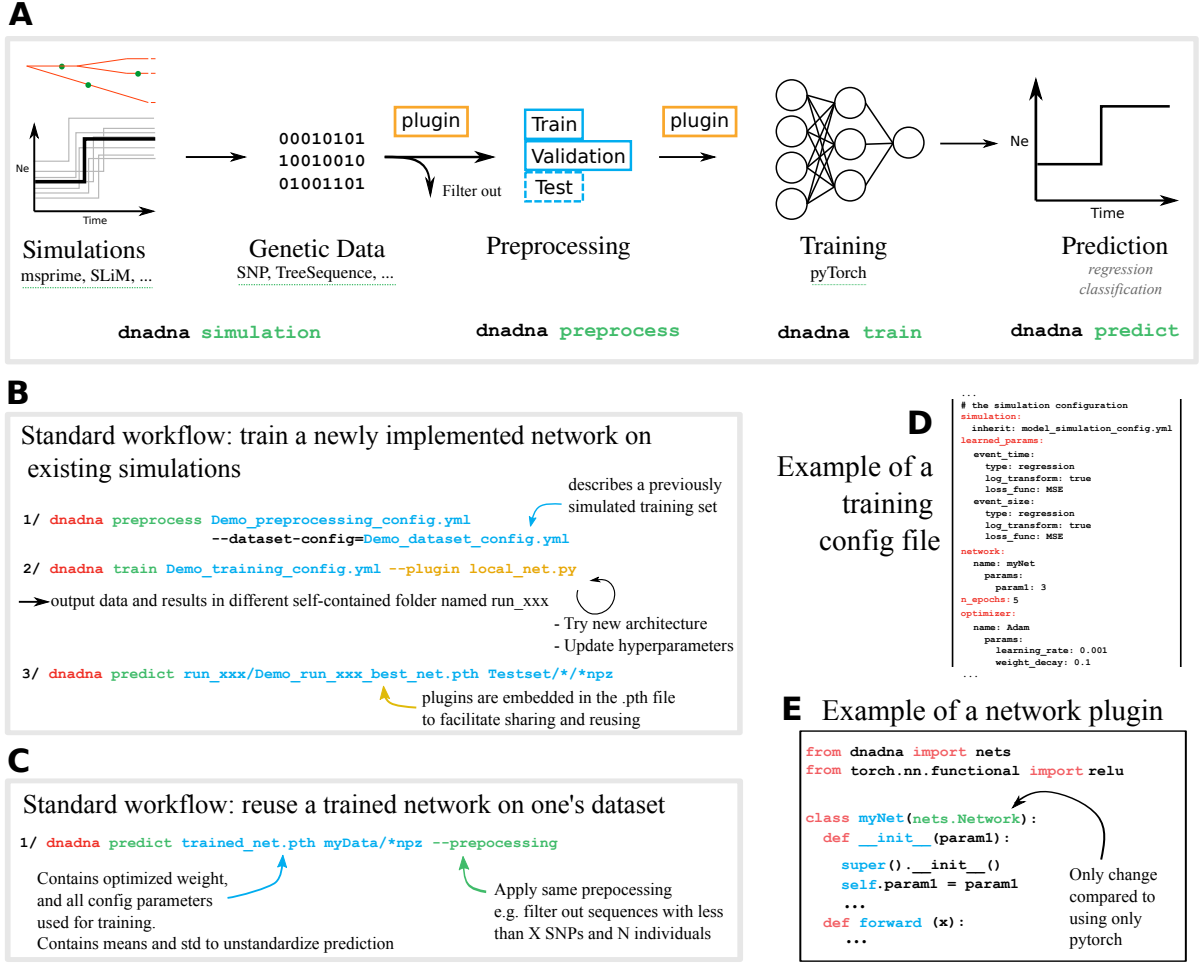 A
Ne
Time
Simulations
msprime, SLiM, ...
00010101
10010010
01001101
Genetic Data
SNP, TreeSequence, ...
plugin
Filter out
Train
Validation
Test
Preprocessing
plugin
Training
pyTorch
Ne
Time
Prediction
regression
classification
dnadna simulation
dnadna preprocess
dnadna train
dnadna predict
B
Standard workflow: train a newly implemented network on
existing simulations
describes a previously
simulated training set
1/ dnadna preprocess Demo_preprocessing_config.yml
--dataset-config=Demo_dataset_config.yml
2/ dnadna train Demo_training_config.yml --plugin local_net.py
output data and results in different self-contained folder named run_xxx
- Try new architecture
- Update hyperparameters
3/ dnadna predict run_xxx/Demo_run_xxx_best_net.pth Testset/*/*npz
plugins are embedded in the .pth file
to facilitate sharing and reusing
C
Standard workflow: reuse a trained network on one's dataset
1/ dnadna predict trained_net.pth myData/*npz --prepocessing
Contains optimized weight,
and all config parameters
used for training.
Contains means and std to unstandardize prediction
Apply same prepocessing
e.g. filter out sequences with less
than X SNPs and N individuals
D
Example of a
training
config file
...
# the simulation configuration
simulation:
inherit: model_simulation_config.yml
learned_params:
event_time:
type: regression
log_transform: true
loss_func: MSE
event_size:
type: regression
log_transform: true
loss_func: MSE
network:
name: myNet
params:
param1: 3
n_epochs: 5
optimizer:
name: Adam
params:
learning_rate: 0.001
weight_decay: 0.1
...
E
Example of a network plugin
from dnadna import nets
from torch.nn.functional import relu
class myNet(nets.Network):
def __init__(param1):
super().__init__()
self.param1 = param1
...
def forward (x):
...
Only change
compared to
using only
pytorch